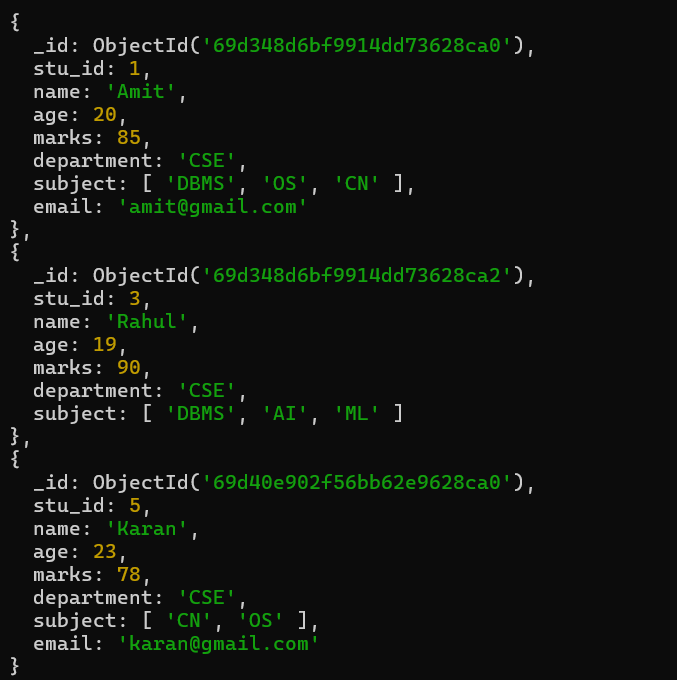 {
  _id: ObjectId('69d348d6bf9914dd73628ca0'),
  stu_id: 1,
  name: 'Amit',
  age: 20,
  marks: 85,
  department: 'CSE',
  subject: [ 'DBMS', 'OS', 'CN' ],
  email: 'amit@gmail.com'
},
{
  _id: ObjectId('69d348d6bf9914dd73628ca2'),
  stu_id: 3,
  name: 'Rahul',
  age: 19,
  marks: 90,
  department: 'CSE',
  subject: [ 'DBMS', 'AI', 'ML' ]
},
{
  _id: ObjectId('69d40e902f56bb62e9628ca0'),
  stu_id: 5,
  name: 'Karan',
  age: 23,
  marks: 78,
  department: 'CSE',
  subject: [ 'CN', 'OS' ],
  email: 'karan@gmail.com'
}